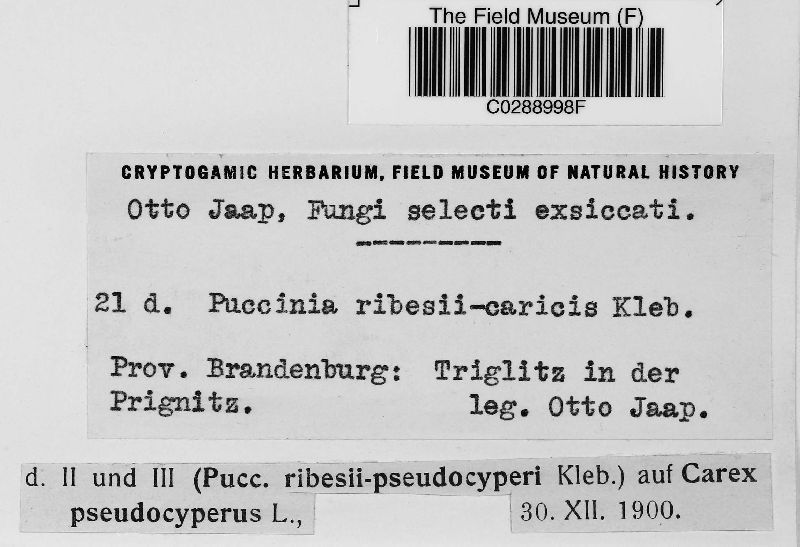 The Field Museum (F)
C0288998F
CRYPTOGAMIC HERBARIUM, FIELD MUSEUM OF NATURAL HISTORY
Otto Jaap, Fungi selecti exsiccati.
21 d. Puccinia ribesii-caricis Kleb.
Prov. Brandenburg: Triglitz in der
Prignitz. leg. Otto Jaap.
d. II und III (Pucc. ribesii-pseudocyperi Kleb.) auf Carex
pseudocyperus L., 30. XII. 1900.